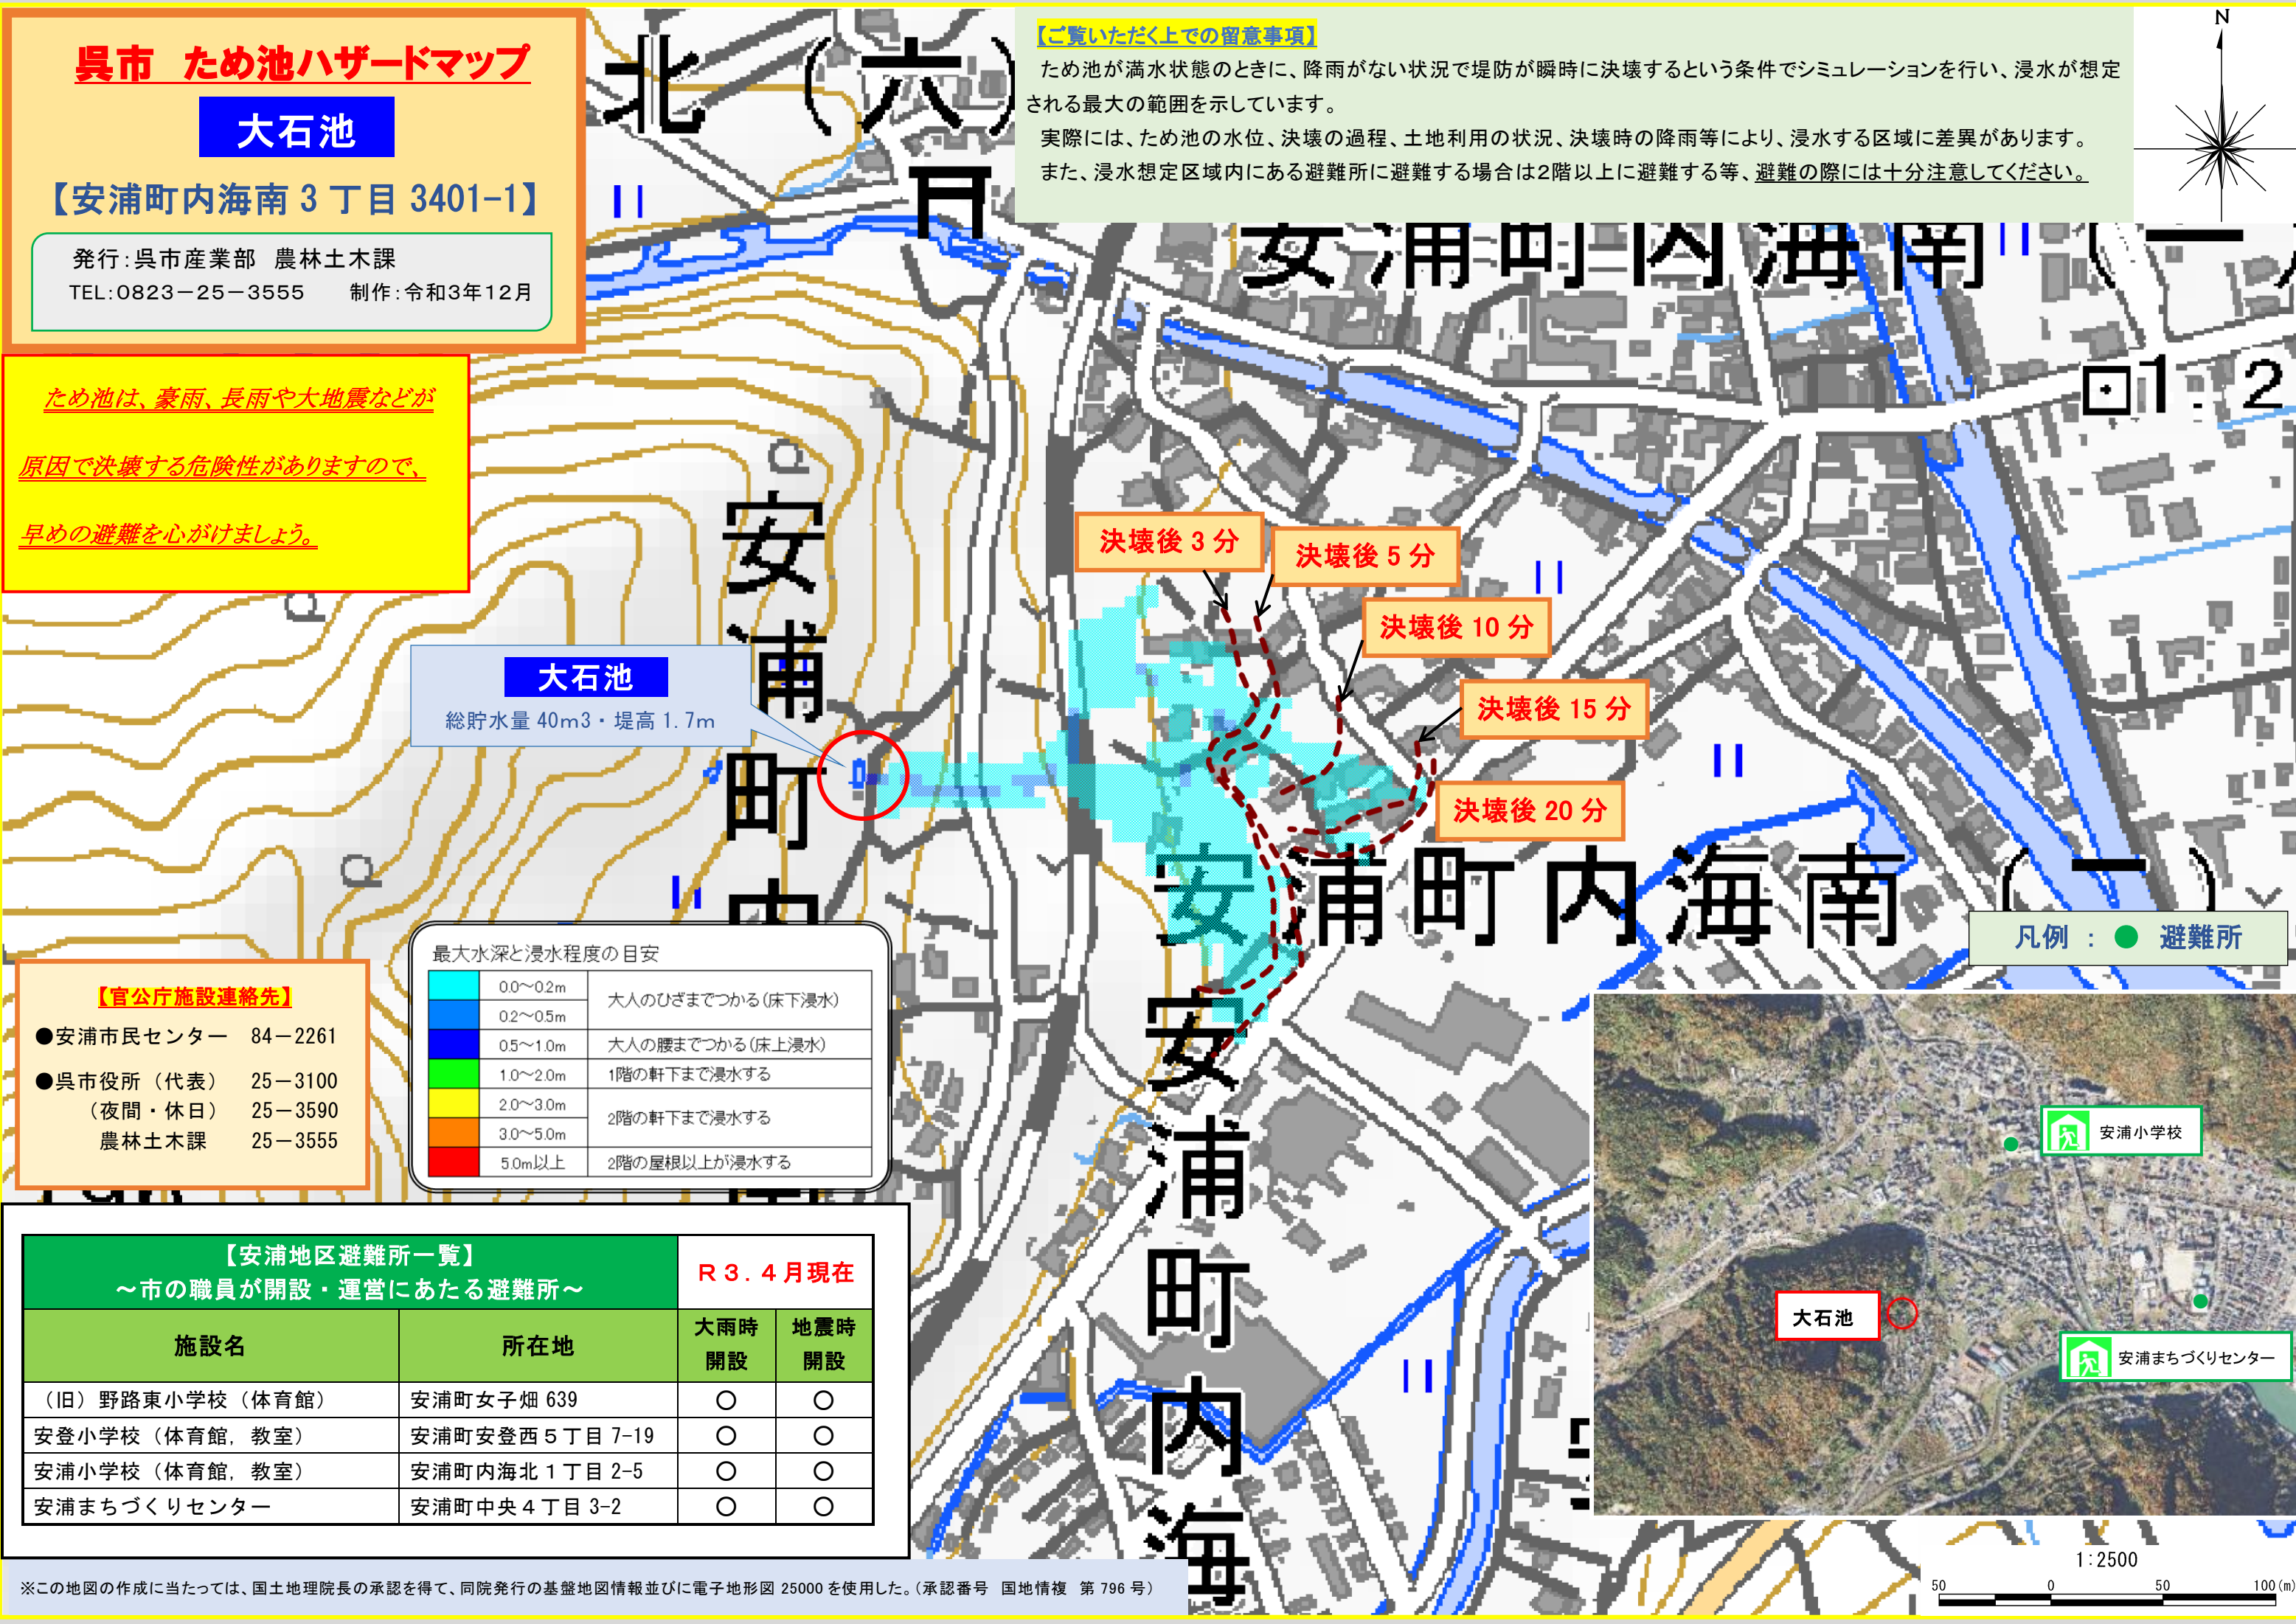 呉市 ため池ハザードマップ
大石池
【安浦町内海南3丁目3401-1】
発行:呉市産業部 農林土木課
TEL:0823-25-3555 制作:令和3年12月
【ご覧いただく上での留意事項】
ため池が満水状態のときに、降雨がない状況で堤防が瞬時に決壊するという条件でシミュレーションを行い、浸水が想定
される最大の範囲を示しています。
実際には、ため池の水位、決壊の過程、土地利用の状況、決壊時の降雨等により、浸水する区域に差異があります。
また、浸水想定区域内にある避難所に避難する場合は2階以上に避難する等、避難の際には十分注意してください。
N
北(六)
安浦町内海南(一
1.2
ため池は、豪雨、長雨や大地震などが
原因で決壊する危険性がありますので、
早めの避難を心がけましょう。
決壊後3分
決壊後5分
決壊後10分
決壊後15分
決壊後20分
大石池
総貯水量40m3・堤高1.7m
安浦町内
安浦町内海南(一)
安浦町内海
凡例:● 避難所
【官公庁施設連絡先】
●安浦市民センター 84-2261
●呉市役所(代表) 25-3100
(夜間・休日) 25-3590
農林土木課 25-3555
最大水深と浸水程度の目安
0.0~0.2m
大人のひざまでつかる(床下浸水)
0.2~0.5m
0.5~1.0m 大人の腰までつかる(床上浸水)
1.0~2.0m 1階の軒下まで浸水する
2.0~3.0m
2階の軒下まで浸水する
3.0~5.0m
5.0m以上 2階の屋根以上が浸水する
安浦小学校
大石池
安浦まちづくりセンター
【安浦地区避難所一覧】
~市の職員が開設・運営にあたる避難所~
R3.4月現在
施設名 所在地 大雨時開設 地震時開設
(旧)野路東小学校(体育館) 安浦町女子畑639 ○ ○
安登小学校(体育館,教室) 安浦町安登西5丁目7-19 ○ ○
安浦小学校(体育館,教室) 安浦町内海北1丁目2-5 ○ ○
安浦まちづくりセンター 安浦町中央4丁目3-2 ○ ○
※この地図の作成に当たっては、国土地理院長の承認を得て、同院発行の基盤地図情報並びに電子地形図25000を使用した。(承認番号 国地情複 第796号)
1:2500
50 0 50 100(m)